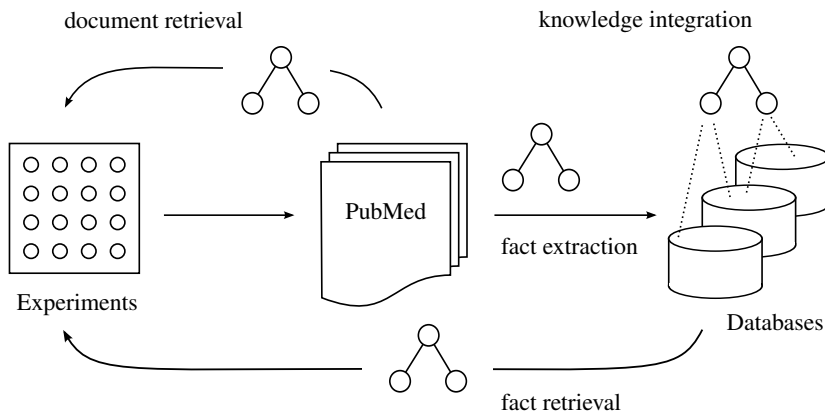 document retrieval
knowledge integration
PubMed
fact extraction
Experiments
Databases
fact retrieval